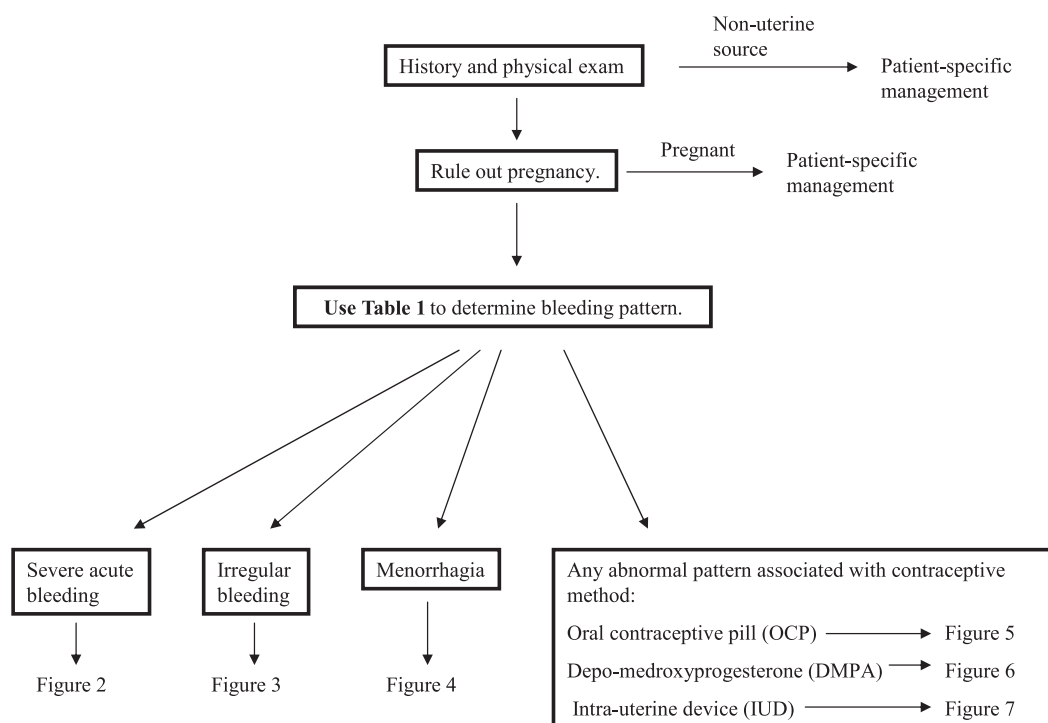 Non-uterine
source
History and physical exam
Patient-specific
management
Pregnant
Rule out pregnancy.
Patient-specific
management
Use Table 1 to determine bleeding pattern.
Severe acute
bleeding
Irregular
bleeding
Menorrhagia
Any abnormal pattern associated with contraceptive
method:
Oral contraceptive pill (OCP)
Figure 5
Depo-medroxyprogesterone (DMPA)
Figure 6
Intra-uterine device (IUD)
Figure 7
Figure 2
Figure 3
Figure 4